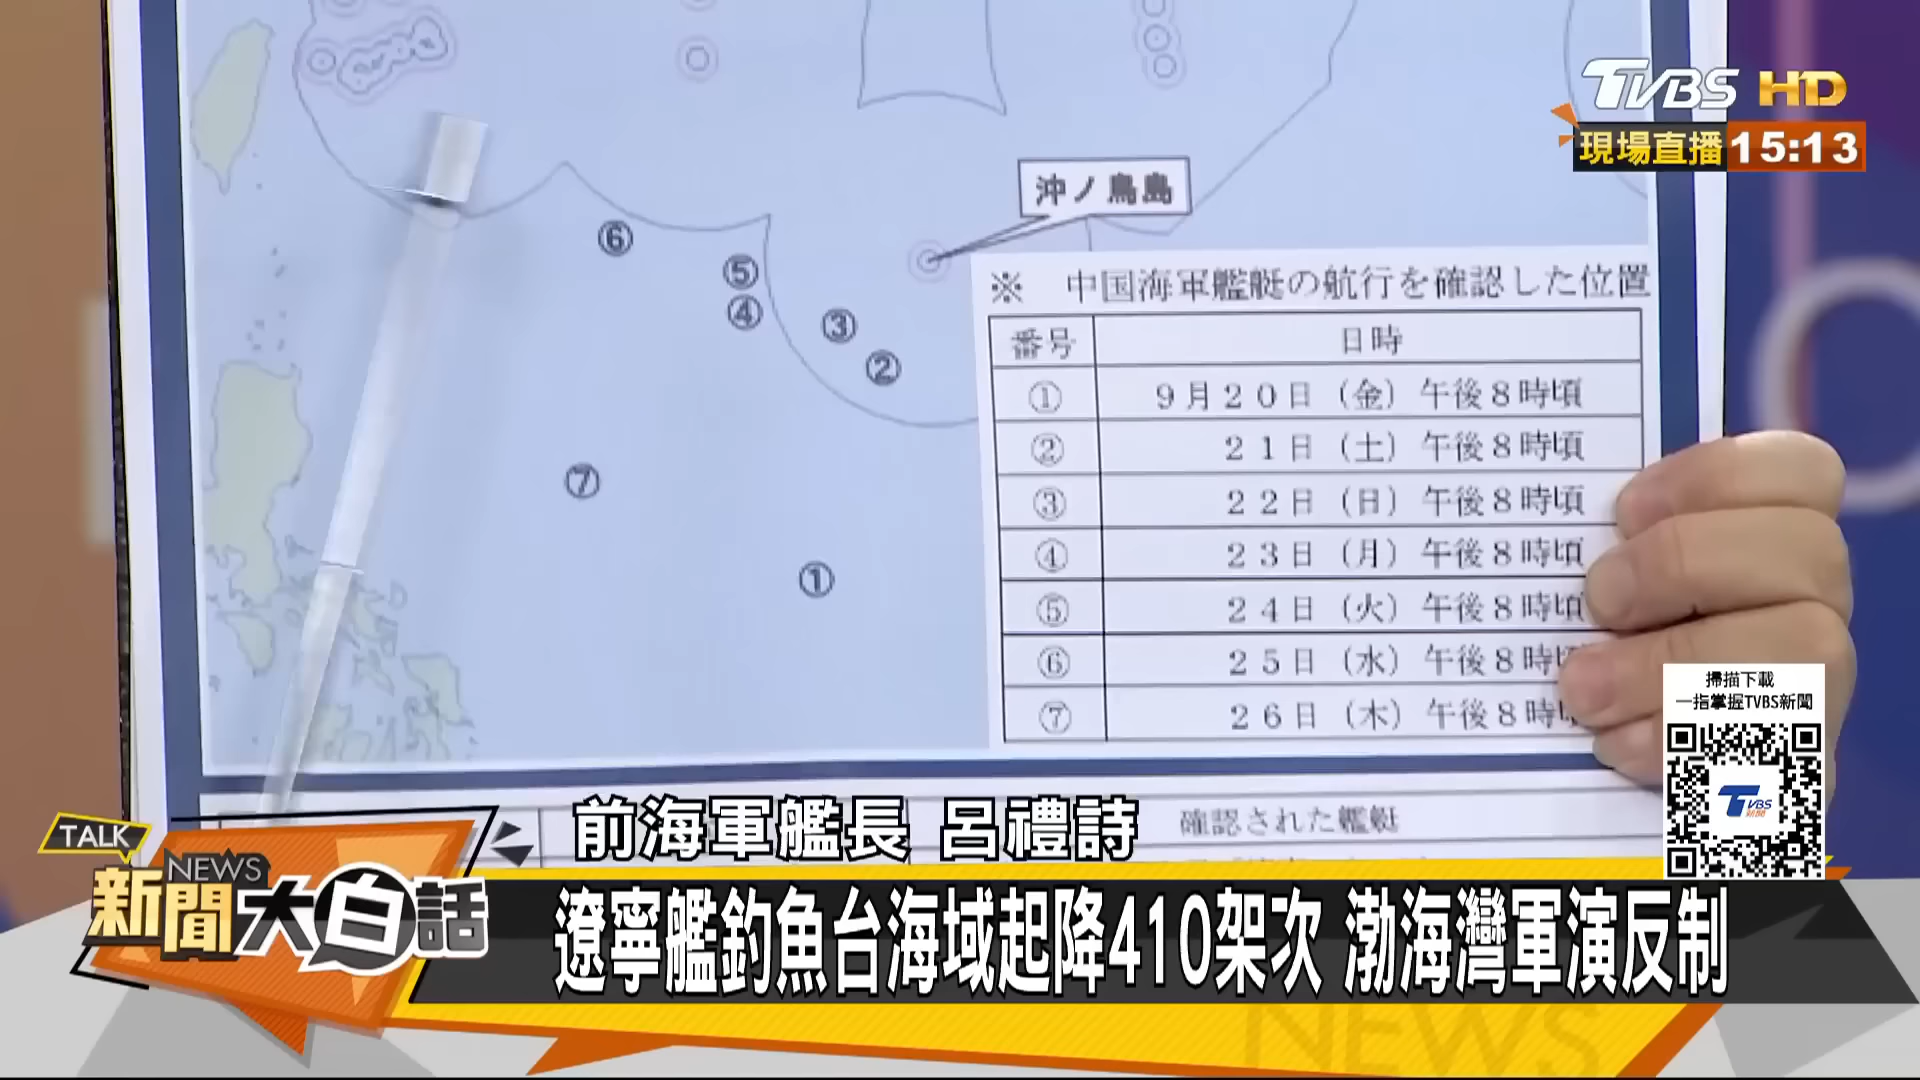 TVBS HD
現場直播 15:13
沖ノ鳥島
⑥
⑤
④
③
②
⑦
①
※ 中国海軍艦艇の航行を確認した位置
番号 日時
① 9月20日(金)午後8時頃
② 21日(土)午後8時頃
③ 22日(日)午後8時頃
④ 23日(月)午後8時頃
⑤ 24日(火)午後8時頃
⑥ 25日(水)午後8時頃
⑦ 26日(木)午後8時
掃描下載
一指掌握TVBS新聞
TVBS
新聞
確認された艦艇
前海軍艦長 呂禮詩
TALK
NEWS
新聞大白話
遼寧艦釣魚台海域起降410架次 渤海灣軍演反制
NEWS